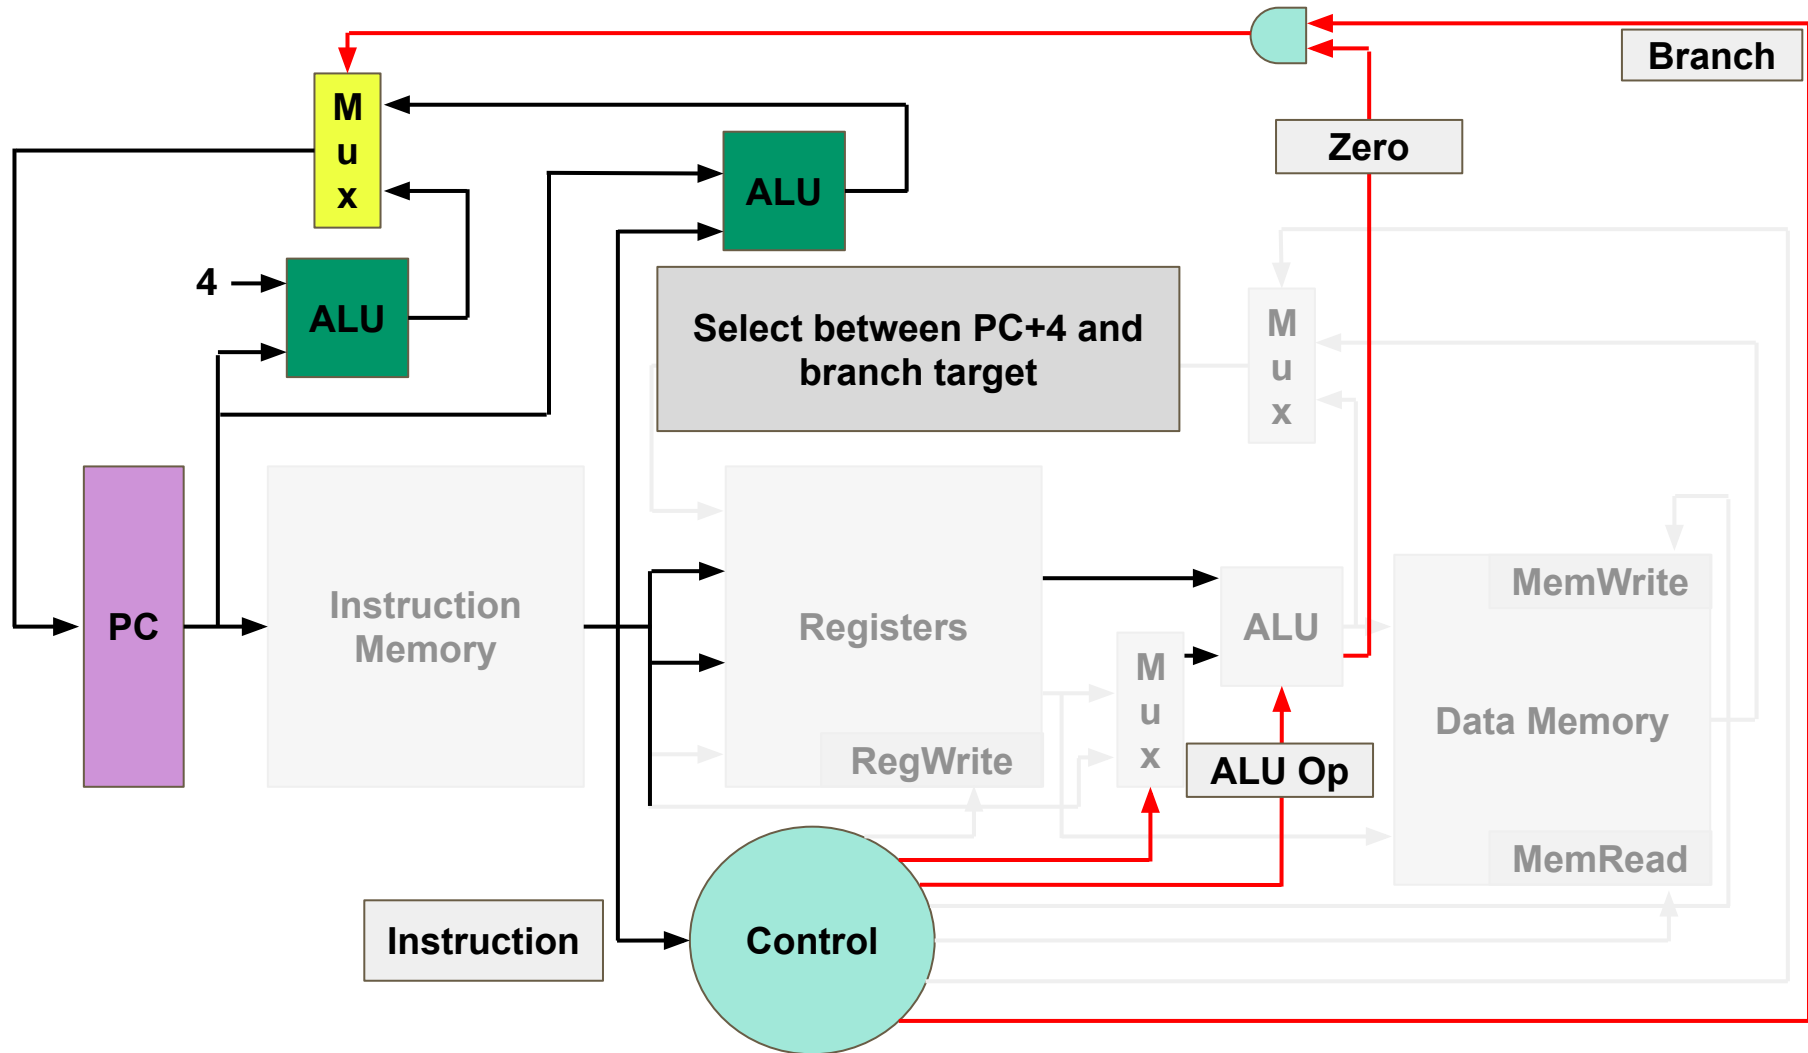 Branch
M
u
x
Zero
ALU
4
ALU
Select between PC+4 and
branch target
M
u
x
PC
Instruction
Memory
Registers
RegWrite
M
u
x
ALU
ALU Op
MemWrite
Data Memory
MemRead
Instruction
Control